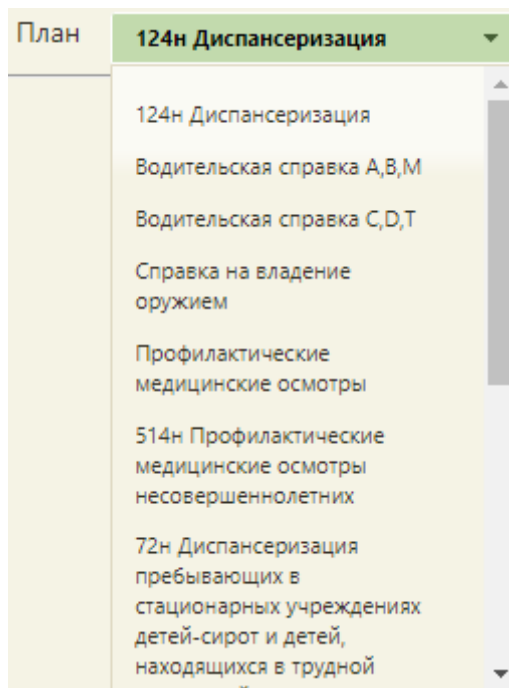 План
124н Диспансеризация
124н Диспансеризация
Водительская справка А,В,М
Водительская справка C,D,T
Справка на владение
оружием
Профилактические
медицинские осмотры
514н Профилактические
медицинские осмотры
несовершеннолетних
72н Диспансеризация
пребывающих в
стационарных учреждениях
детей-сирот и детей,
находящихся в трудной